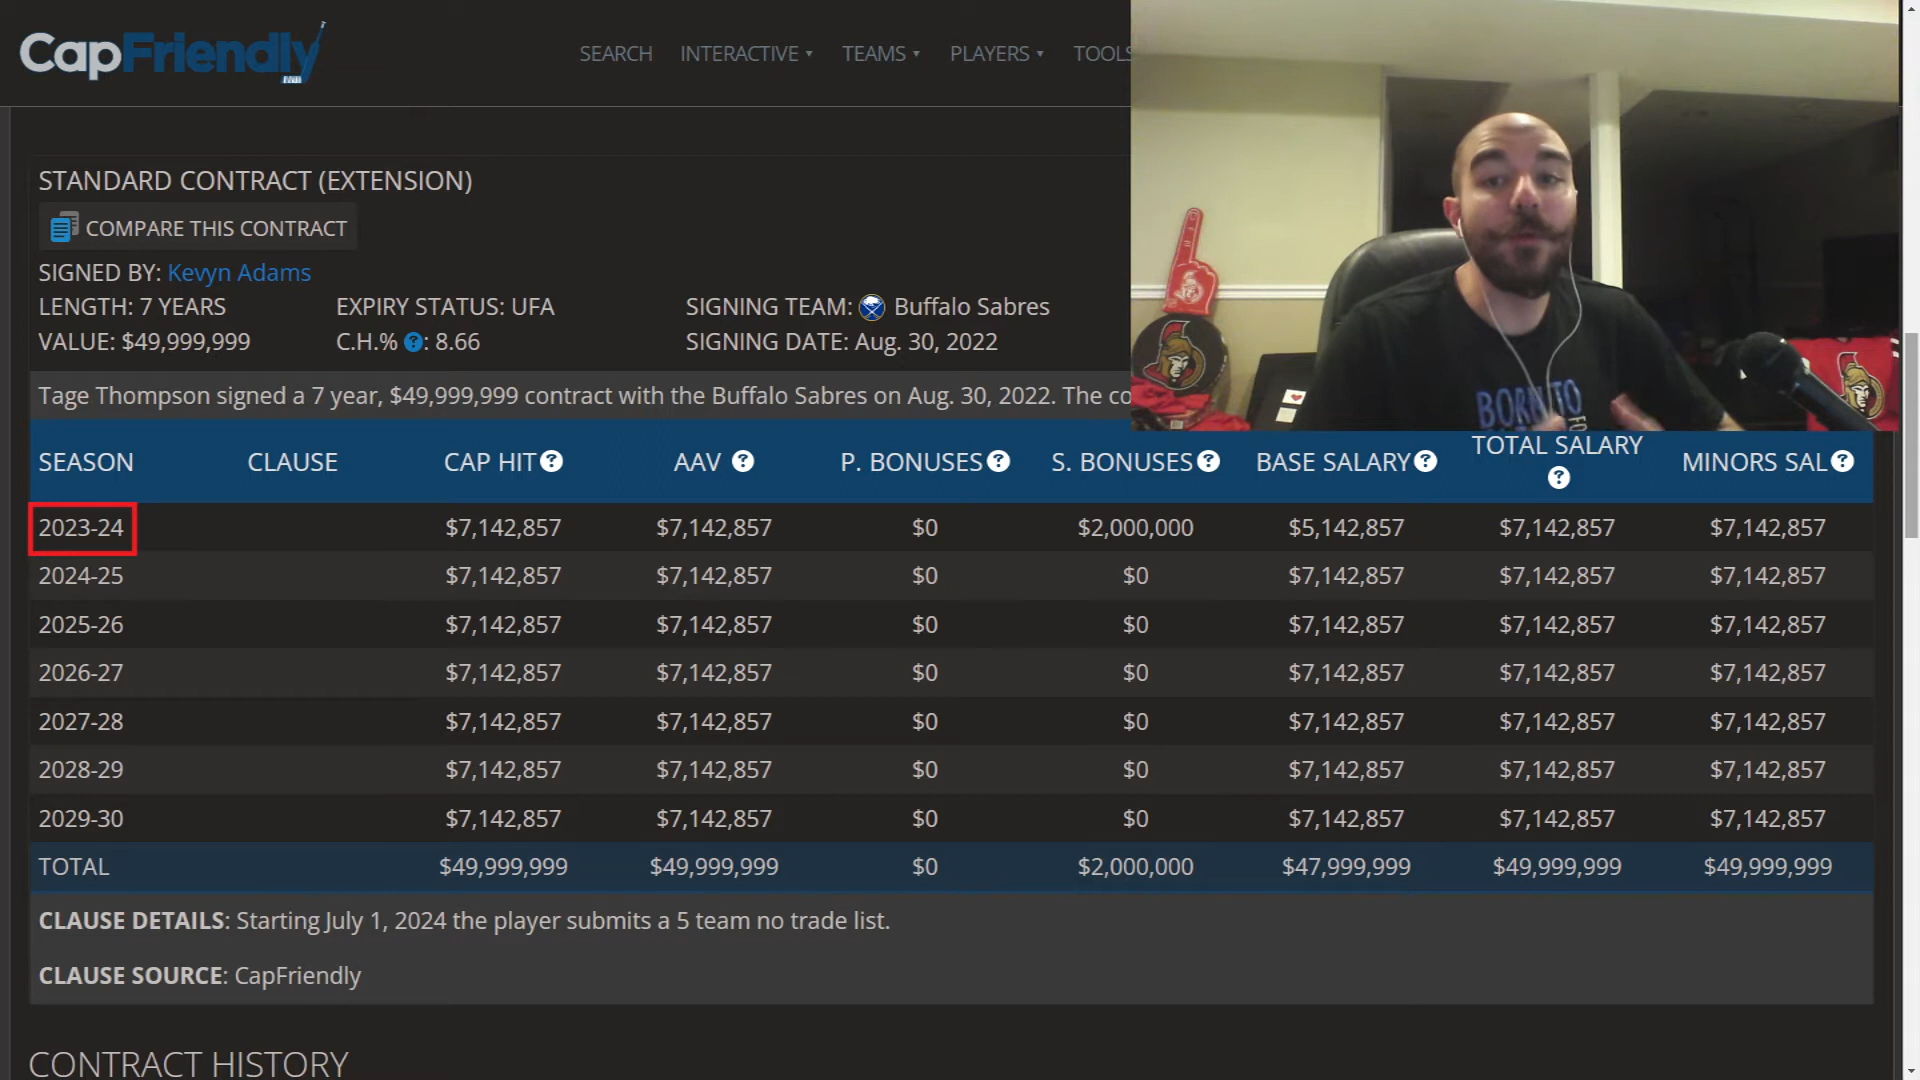 CapFriendly
SEARCH INTERACTIVE TEAMS PLAYERS TOOLS
STANDARD CONTRACT (EXTENSION)
COMPARE THIS CONTRACT
SIGNED BY: Kevyn Adams
LENGTH: 7 YEARS EXPIRY STATUS: UFA SIGNING TEAM: Buffalo Sabres
VALUE: $49,999,999 C.H.% ?: 8.66 SIGNING DATE: Aug. 30, 2022
Tage Thompson signed a 7 year, $49,999,999 contract with the Buffalo Sabres on Aug. 30, 2022. The co
BORN TO
FO
SEASON CLAUSE CAP HIT ? AAV ? P. BONUSES ? S. BONUSES ? BASE SALARY ? TOTAL SALARY ? MINORS SAL ?
2023-24 $7,142,857 $7,142,857 $0 $2,000,000 $5,142,857 $7,142,857 $7,142,857
2024-25 $7,142,857 $7,142,857 $0 $0 $7,142,857 $7,142,857 $7,142,857
2025-26 $7,142,857 $7,142,857 $0 $0 $7,142,857 $7,142,857 $7,142,857
2026-27 $7,142,857 $7,142,857 $0 $0 $7,142,857 $7,142,857 $7,142,857
2027-28 $7,142,857 $7,142,857 $0 $0 $7,142,857 $7,142,857 $7,142,857
2028-29 $7,142,857 $7,142,857 $0 $0 $7,142,857 $7,142,857 $7,142,857
2029-30 $7,142,857 $7,142,857 $0 $0 $7,142,857 $7,142,857 $7,142,857
TOTAL $49,999,999 $49,999,999 $0 $2,000,000 $47,999,999 $49,999,999 $49,999,999
CLAUSE DETAILS: Starting July 1, 2024 the player submits a 5 team no trade list.
CLAUSE SOURCE: CapFriendly
CONTRACT HISTORY